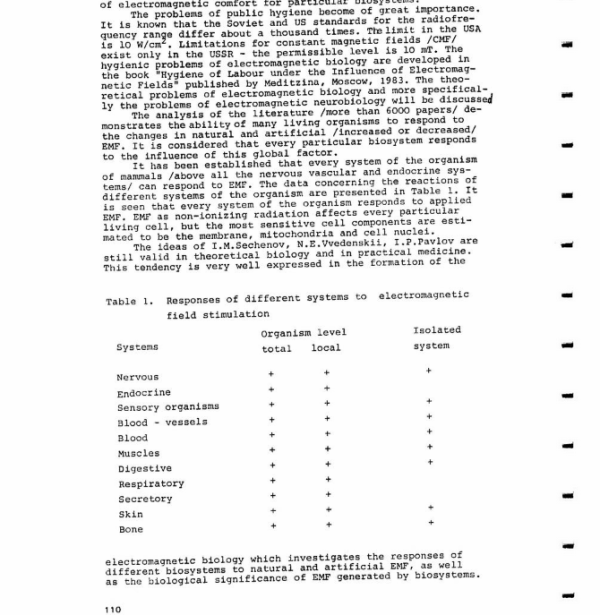 of electromagnetic comfort for particular biosystems.
The problems of public hygiene become of great importance.
It is known that the Soviet and US standards for the radiofre-
quency range differ about a thousand times. The limit in the USA
is 10 W/cm². Limitations for constant magnetic fields /CMF/
exist only in the USSR - the permissible level is 10 mT. The
hygienic problems of electromagnetic biology are developed in
the book "Hygiene of Labour under the Influence of Electromag-
netic Fields" published by Meditzina, Moscow, 1983. The theo-
retical problems of electromagnetic biology and more specifical-
ly the problems of electromagnetic neurobiology will be discussed
The analysis of the literature /more than 6000 papers/ de-
monstrates the ability of many living organisms to respond to
the changes in natural and artificial /increased or decreased/
EMF. It is considered that every particular biosystem responds
to the influence of this global factor.
It has been established that every system of the organism
of mammals /above all the nervous vascular and endocrine sys-
tems/ can respond to EMF. The data concerning the reactions of
different systems of the organism are presented in Table 1. It
is seen that every system of the organism responds to applied
EMF. EMF as non-ionizing radiation affects every particular
living cell, but the most sensitive cell components are esti-
mated to be the membrane, mitochondria and cell nuclei.
The ideas of I.M.Sechenov, N.E.Vvedenskii, I.P.Pavlov are
still valid in theoretical biology and in practical medicine.
This tendency is very well expressed in the formation of the
Table 1. Responses of different systems to electromagnetic
field stimulation
Organism level Isolated
Systems total local system
Nervous + + +
Endocrine + +
Sensory organisms + + +
Blood - vessels + + +
Blood + + +
Muscles + + +
Digestive + + +
Respiratory + +
Secretory + +
Skin + + +
Bone + + +
electromagnetic biology which investigates the responses of
different biosystems to natural and artificial EMF, as well
as the biological significance of EMF generated by biosystems.
110